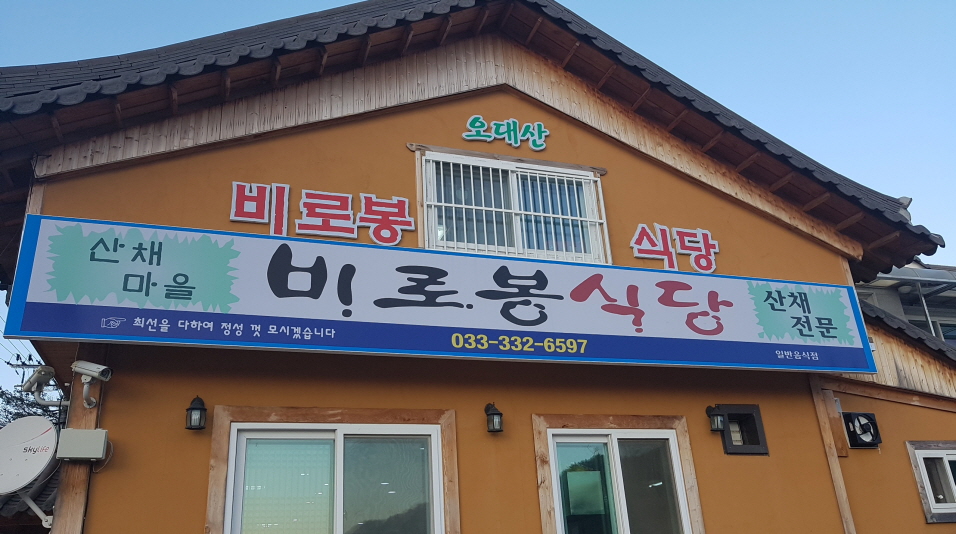 오대산
비로봉 식당
산채
마을
비로봉식당
산채
전문
☞ 최선을 다하여 정성 껏 모시겠습니다
033-332-6597
일반음식점
skylife